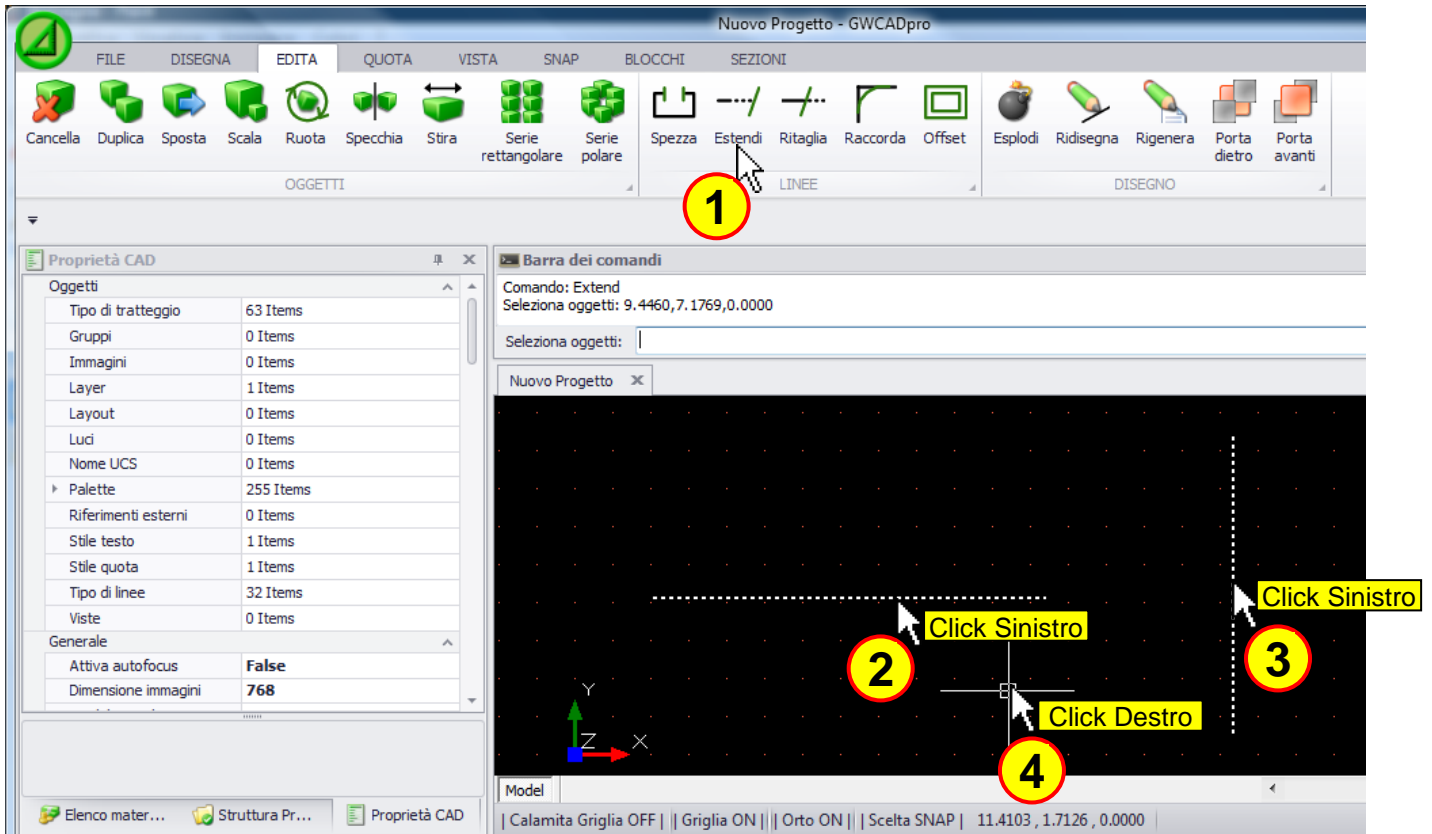 Nuovo Progetto - GWCADpro
FILE DISEGNA EDITA QUOTA VISTA SNAP BLOCCHI SEZIONI
Cancella Duplica Sposta Scala Ruota Specchia Stira Serie rettangolare Serie polare Spezza Estendi Ritaglia Raccorda Offset Esplodi Ridisegna Rigenera Porta dietro Porta avanti
OGGETTI LINEE DISEGNO
1
Proprietà CAD
Oggetti
Tipo di tratteggio 63 Items
Gruppi 0 Items
Immagini 0 Items
Layer 1 Items
Layout 0 Items
Luci 0 Items
Nome UCS 0 Items
Palette 255 Items
Riferimenti esterni 0 Items
Stile testo 1 Items
Stile quota 1 Items
Tipo di linee 32 Items
Viste 0 Items
Generale
Attiva autofocus False
Dimensione immagini 768
Elenco mater... Struttura Pr... Proprietà CAD
Barra dei comandi
Comando: Extend
Seleziona oggetti: 9.4460,7.1769,0.0000
Seleziona oggetti:
Nuovo Progetto
Click Sinistro
Click Sinistro
2
3
Click Destro
4
Y
Z X
Model
| Calamita Griglia OFF | || Griglia ON | || Orto ON | | | Scelta SNAP | 11.4103 , 1.7126 , 0.0000